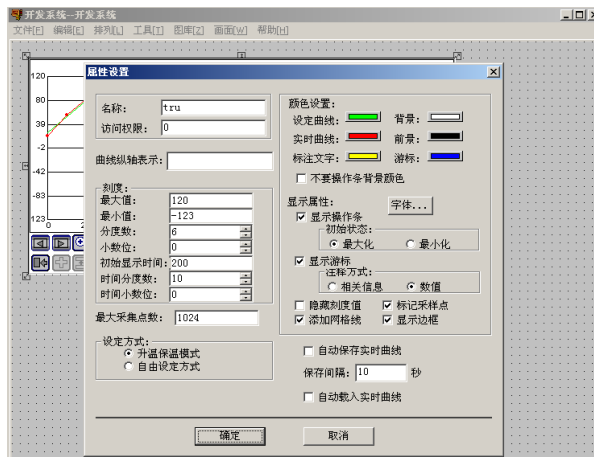 开发系统--开发系统
文件[F] 编辑[E] 排列[L] 工具[T] 图库[Z] 画面[W] 帮助[H]
120
80
39
-2
-42
-83
123
0
属性设置
名称: tru
访问权限: 0
曲线纵轴表示:
刻度:
最大值: 120
最小值: -123
分度数: 6
小数位: 0
初始显示时间: 200
时间分度数: 10
时间小数位: 0
最大采集点数: 1024
设定方式:
升温保温模式
自由设定方式
颜色设置:
设定曲线: 背景:
实时曲线: 前景:
标注文字: 游标:
不要操作条背景颜色
显示属性: 字体...
显示操作条
初始状态:
最大化 最小化
显示游标
注释方式:
相关信息 数值
隐藏刻度值 标记采样点
添加网格线 显示边框
自动保存实时曲线
保存间隔: 10 秒
自动载入实时曲线
确定 取消